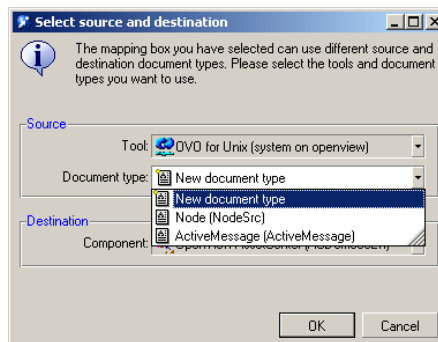 Select source and destination
The mapping box you have selected can use different source and
destination document types. Please select the tools and document
types you want to use.
Source
Tool: OVO for Unix (system on openview)
Document type: New document type
New document type
Node (NodeSrc)
ActiveMessage (ActiveMessage)
Destination
Component:
OK Cancel